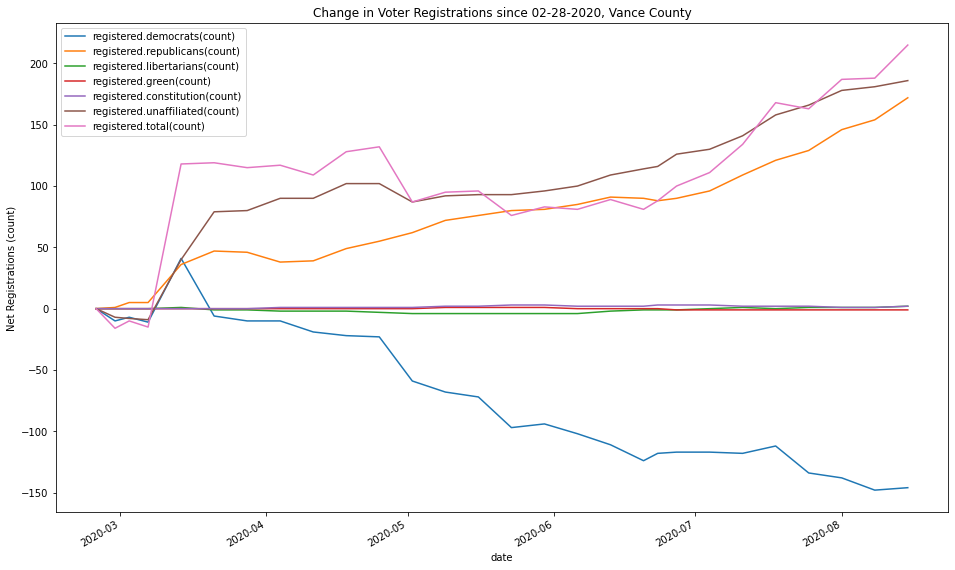 Change in Voter Registrations since 02-28-2020, Vance County
registered.democrats(count)
registered.republicans(count)
registered.libertarians(count)
registered.green(count)
registered.constitution(count)
registered.unaffiliated(count)
registered.total(count)
Net Registrations (count)
200
150
100
50
0
−50
−100
−150
2020-03
2020-04
2020-05
2020-06
2020-07
2020-08
date